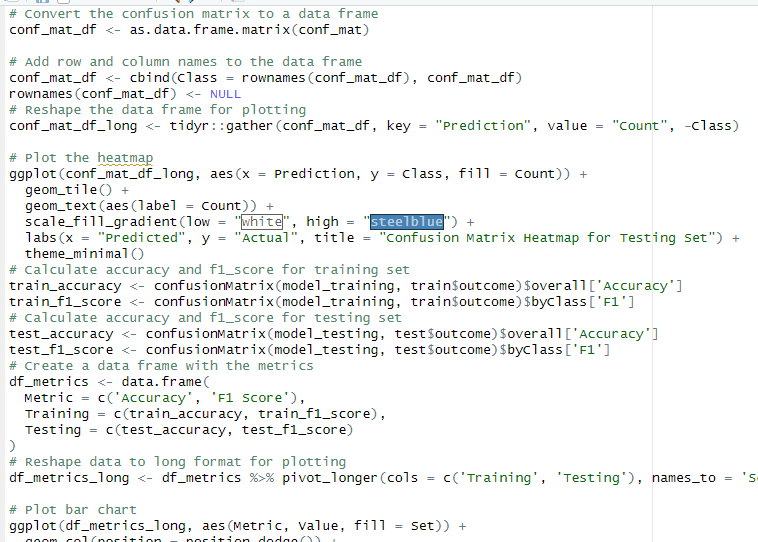 # Convert the confusion matrix to a data frame
conf_mat_df <- as.data.frame.matrix(conf_mat)
# Add row and column names to the data frame
conf_mat_df <- cbind(Class = rownames(conf_mat_df), conf_mat_df)
rownames(conf_mat_df) <- NULL
# Reshape the data frame for plotting
conf_mat_df_long <- tidyr::gather(conf_mat_df, key = "Prediction", value = "Count", -Class)
# Plot the heatmap
ggplot(conf_mat_df_long, aes(x = Prediction, y = Class, fill = Count)) +
  geom_tile() +
  geom_text(aes(label = Count)) +
  scale_fill_gradient(low = "white", high = "steelblue") +
  labs(x = "Predicted", y = "Actual", title = "Confusion Matrix Heatmap for Testing Set") +
  theme_minimal()
# Calculate accuracy and f1_score for training set
train_accuracy <- confusionMatrix(model_training, train$outcome)$overall['Accuracy']
train_f1_score <- confusionMatrix(model_training, train$outcome)$byClass['F1']
# Calculate accuracy and f1_score for testing set
test_accuracy <- confusionMatrix(model_testing, test$outcome)$overall['Accuracy']
test_f1_score <- confusionMatrix(model_testing, test$outcome)$byClass['F1']
# Create a data frame with the metrics
df_metrics <- data.frame(
  Metric = c('Accuracy', 'F1 Score'),
  Training = c(train_accuracy, train_f1_score),
  Testing = c(test_accuracy, test_f1_score)
)
# Reshape data to long format for plotting
df_metrics_long <- df_metrics %>% pivot_longer(cols = c('Training', 'Testing'), names_to = 
# Plot bar chart
ggplot(df_metrics_long, aes(Metric, Value, fill = Set)) +
  geom_col(position = position_dodge()) +